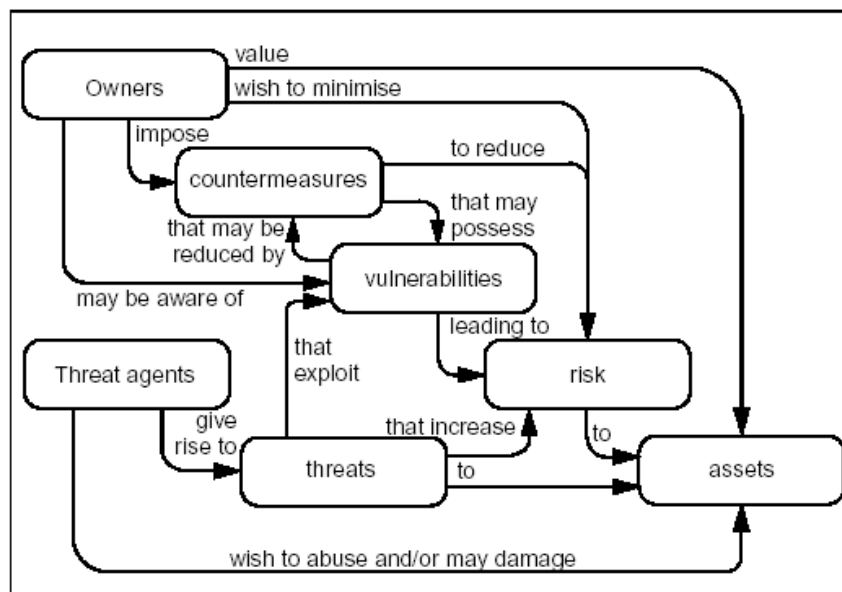 value
Owners
wish to minimise
impose
to reduce
countermeasures
that may
possess
that may be
reduced by
vulnerabilities
may be aware of
leading to
that
exploit
Threat agents
risk
give
rise to
that increase
to
to
threats
assets
wish to abuse and/or may damage